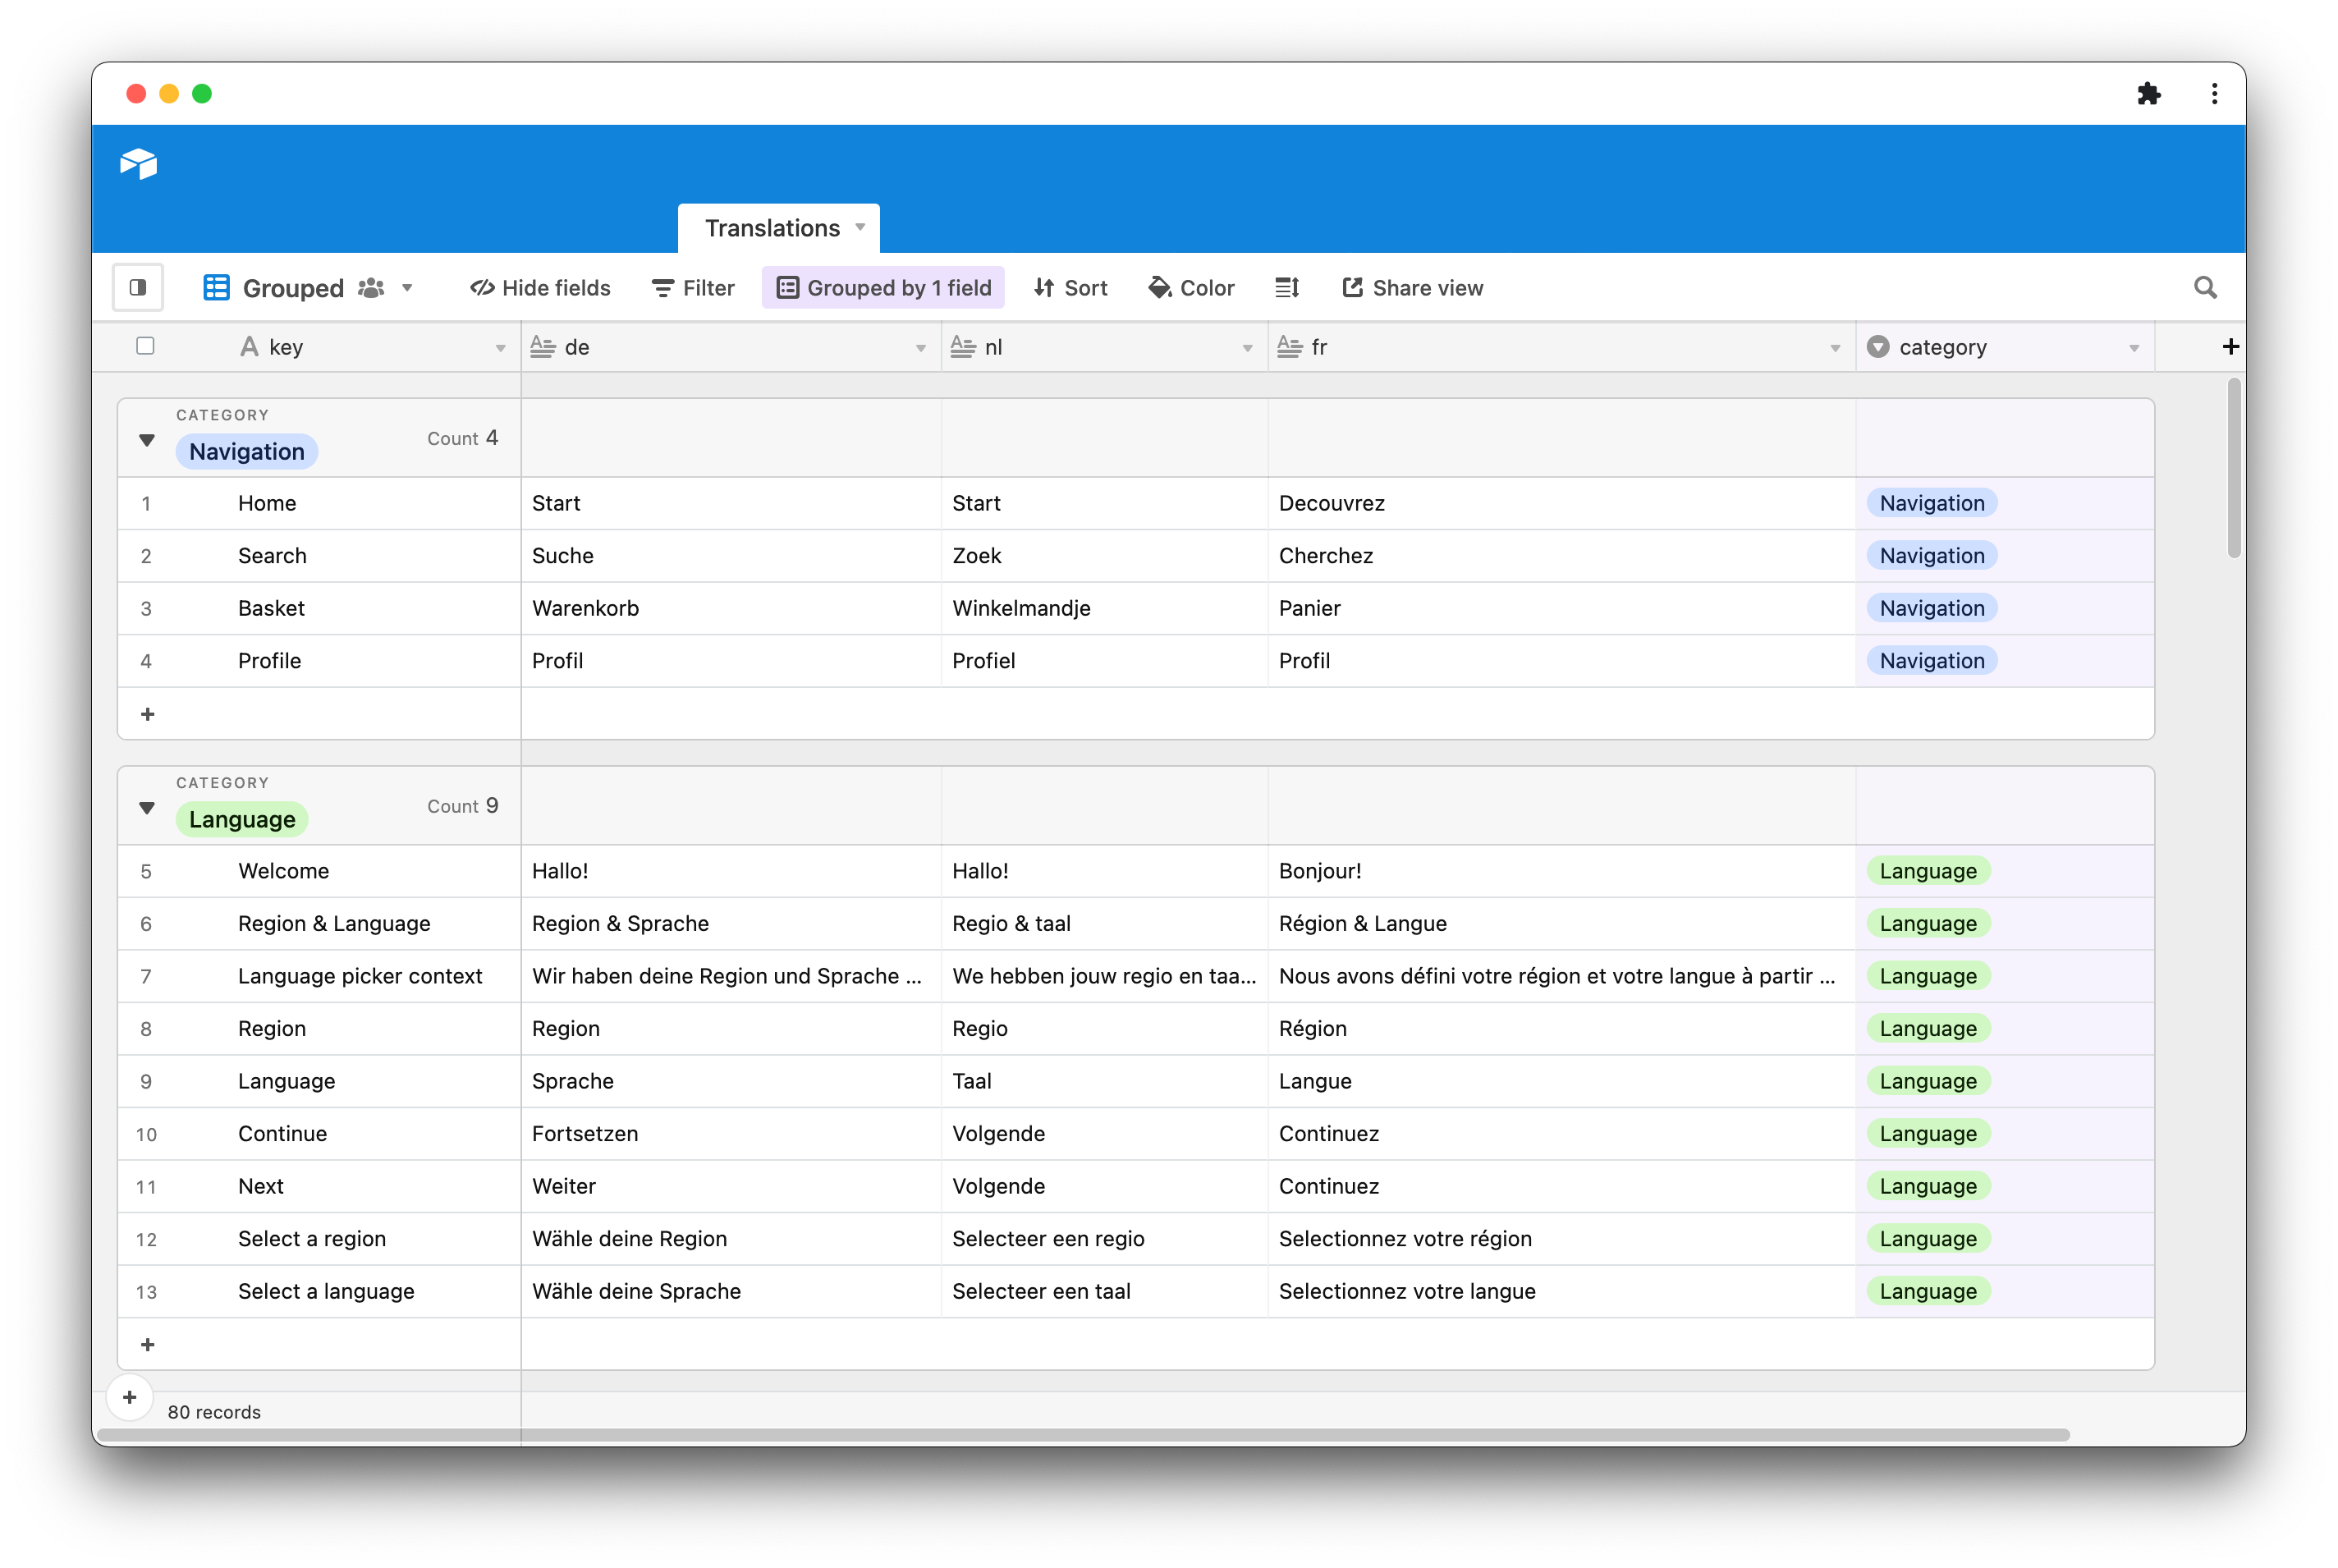 Translations
Grouped Hide fields Filter Grouped by 1 field Sort Color Share view
key de nl fr category
CATEGORY
Navigation Count 4
1 Home Start Start Decouvrez Navigation
2 Search Suche Zoek Cherchez Navigation
3 Basket Warenkorb Winkelmandje Panier Navigation
4 Profile Profil Profiel Profil Navigation
+
CATEGORY
Language Count 9
5 Welcome Hallo! Hallo! Bonjour! Language
6 Region & Language Region & Sprache Regio & taal Région & Langue Language
7 Language picker context Wir haben deine Region und Sprache ... We hebben jouw regio en taa... Nous avons défini votre région et votre langue à partir ... Language
8 Region Region Regio Région Language
9 Language Sprache Taal Langue Language
10 Continue Fortsetzen Volgende Continuez Language
11 Next Weiter Volgende Continuez Language
12 Select a region Wähle deine Region Selecteer een regio Selectionnez votre région Language
13 Select a language Wähle deine Sprache Selecteer een taal Selectionnez votre langue Language
+
+ 80 records